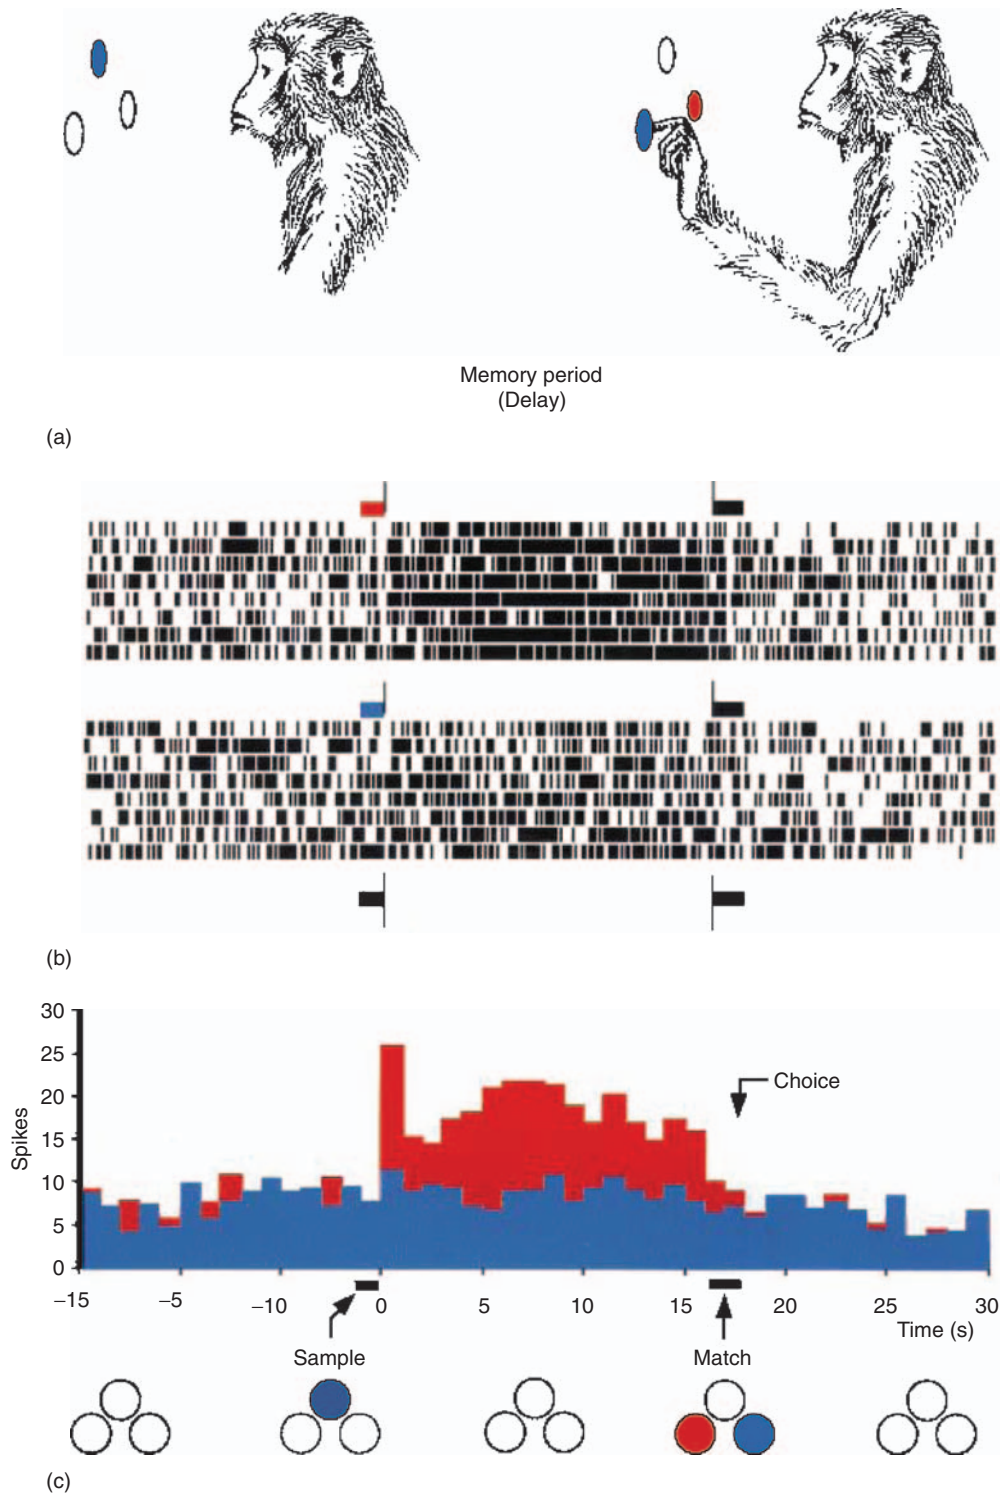 Memory period
(Delay)
(a)
(b)
30
25
20
15
10
5
0
Spikes
Choice
−15 −5 −10 0 5 10 15 20 25 30
Time (s)
Sample Match
(c)